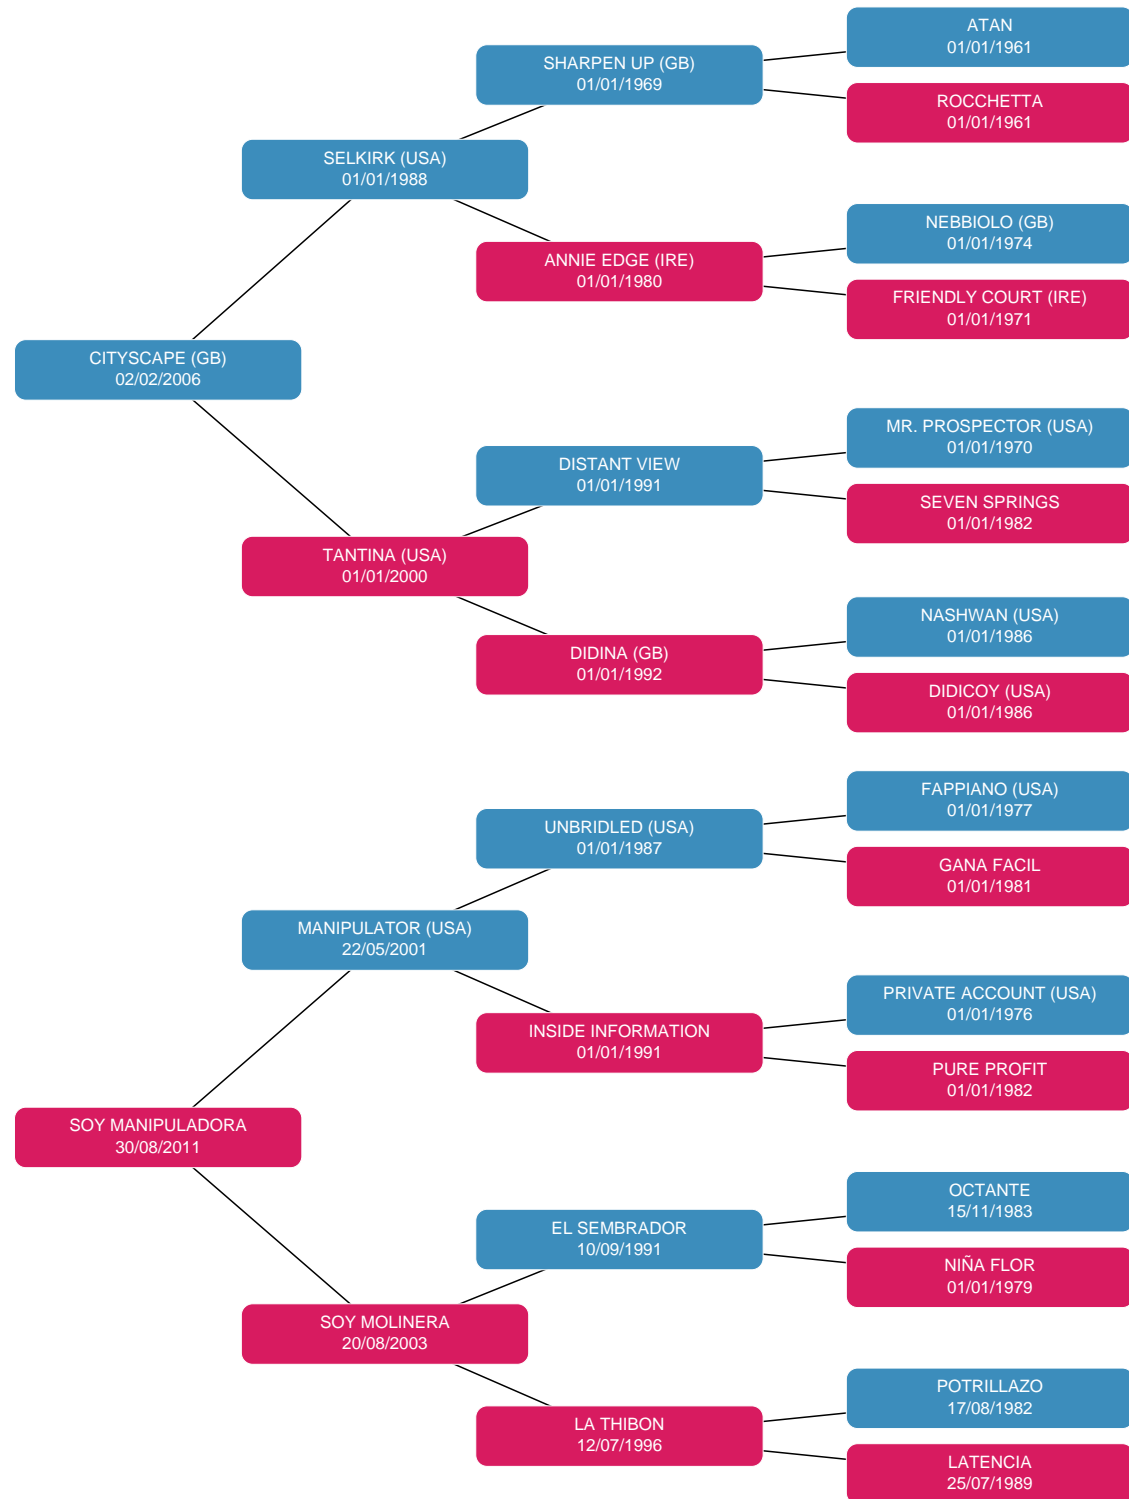 ATAN
01/01/1961
SHARPEN UP (GB)
01/01/1969
ROCCHETTA
01/01/1961
SELKIRK (USA)
01/01/1988
NEBBIOLO (GB)
01/01/1974
ANNIE EDGE (IRE)
01/01/1980
FRIENDLY COURT (IRE)
01/01/1971
CITYSCAPE (GB)
02/02/2006
MR. PROSPECTOR (USA)
01/01/1970
DISTANT VIEW
01/01/1991
SEVEN SPRINGS
01/01/1982
TANTINA (USA)
01/01/2000
NASHWAN (USA)
01/01/1986
DIDINA (GB)
01/01/1992
DIDICOY (USA)
01/01/1986
FAPPIANO (USA)
01/01/1977
UNBRIDLED (USA)
01/01/1987
GANA FACIL
01/01/1981
MANIPULATOR (USA)
22/05/2001
PRIVATE ACCOUNT (USA)
01/01/1976
INSIDE INFORMATION
01/01/1991
PURE PROFIT
01/01/1982
SOY MANIPULADORA
30/08/2011
OCTANTE
15/11/1983
EL SEMBRADOR
10/09/1991
NIÑA FLOR
01/01/1979
SOY MOLINERA
20/08/2003
POTRILLAZO
17/08/1982
LA THIBON
12/07/1996
LATENCIA
25/07/1989